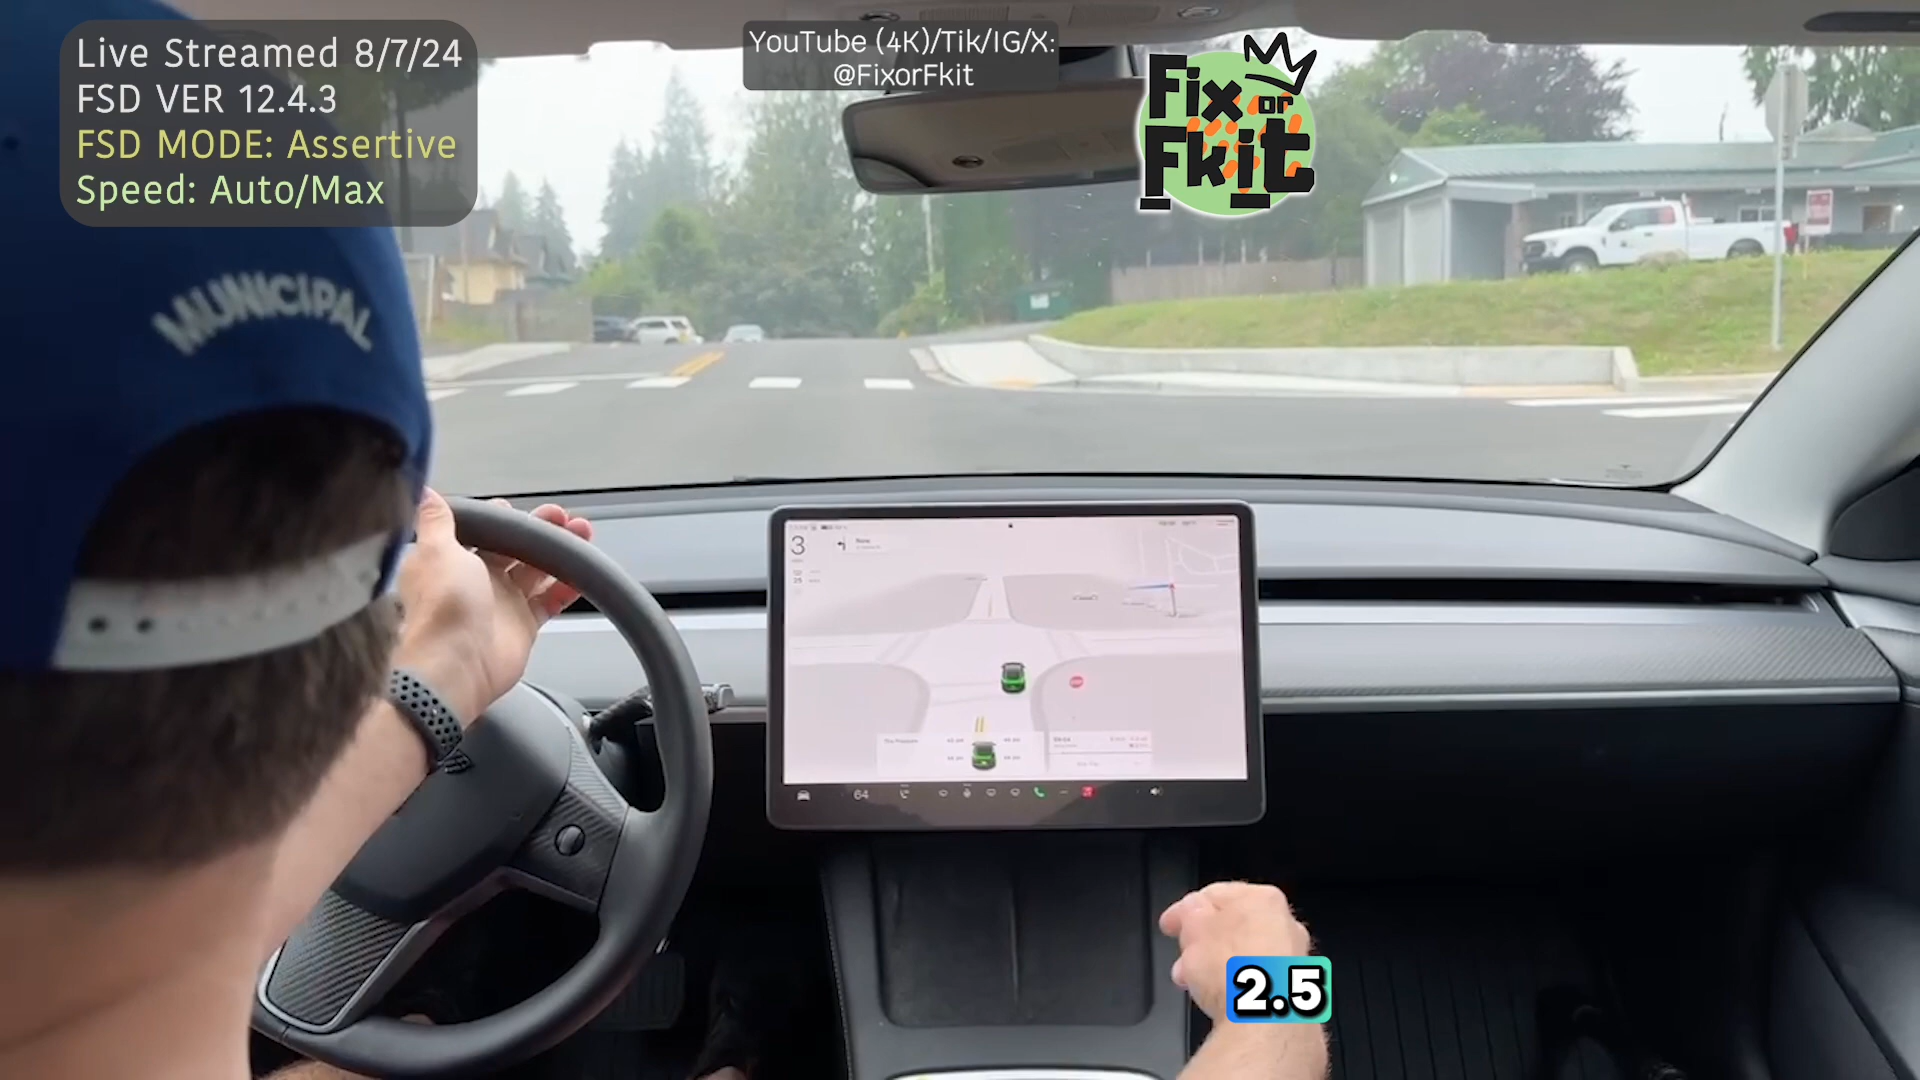 Live Streamed 8/7/24
FSD VER 12.4.3
FSD MODE: Assertive
Speed: Auto/Max
YouTube (4K)/Tik/IG/X:
@FixorFkit
Fix or
Fkit
MUNICIPAL
3
25
64
2.5